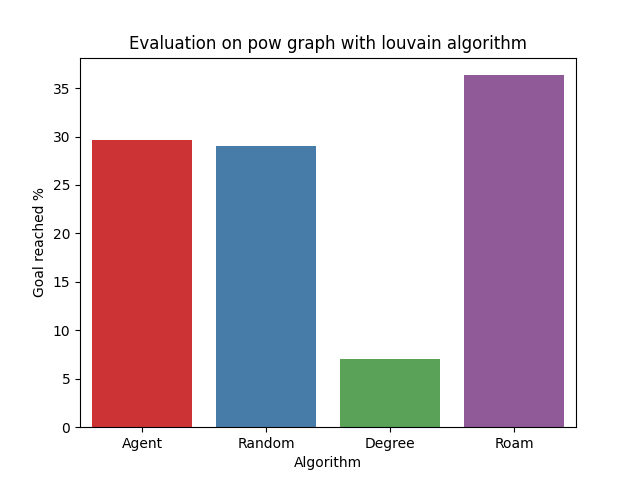 Evaluation on pow graph with louvain algorithm
35
30
25
20
15
10
5
0
Goal reached %
Agent Random Degree Roam
Algorithm